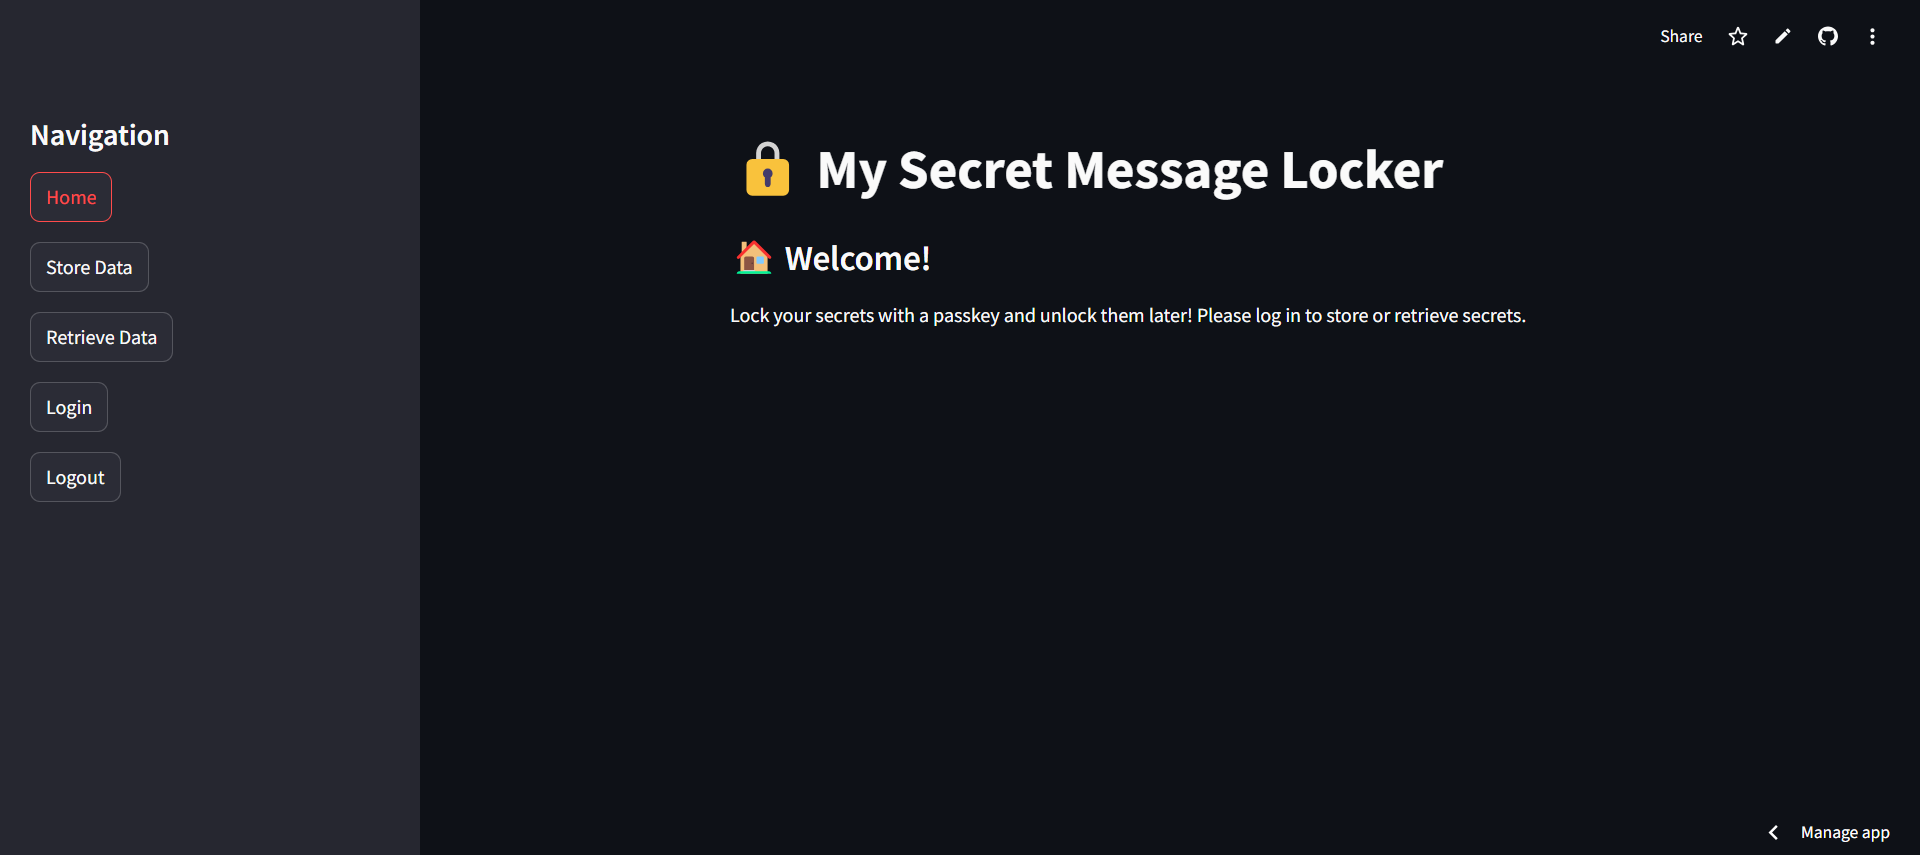 Share
Navigation
Home
Store Data
Retrieve Data
Login
Logout
My Secret Message Locker
Welcome!
Lock your secrets with a passkey and unlock them later! Please log in to store or retrieve secrets.
Manage app